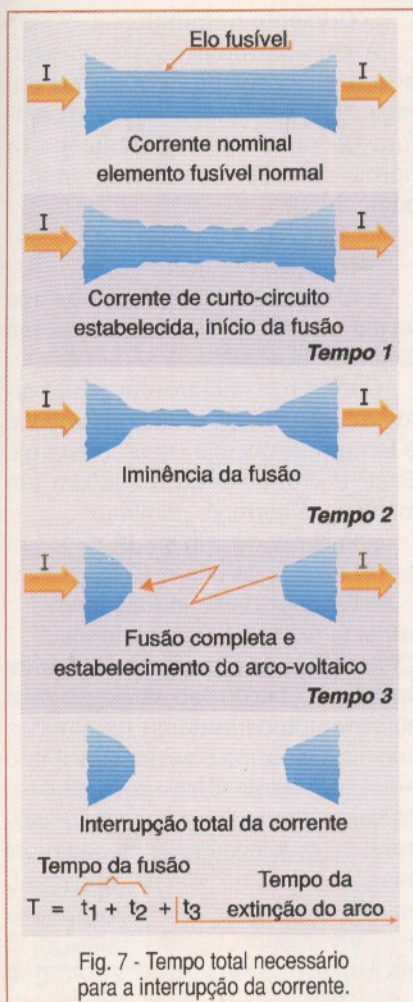 Elo fusível
I I
Corrente nominal
elemento fusível normal
I I
Corrente de curto-circuito
estabelecida, início da fusão
Tempo 1
I I
Iminência da fusão
Tempo 2
I I
Fusão completa e
estabelecimento do arco-voltaico
Tempo 3
Interrupção total da corrente
Tempo da fusão
Tempo da
T = t1 + t2 + t3 extinção do arco
Fig. 7 - Tempo total necessário
para a interrupção da corrente.